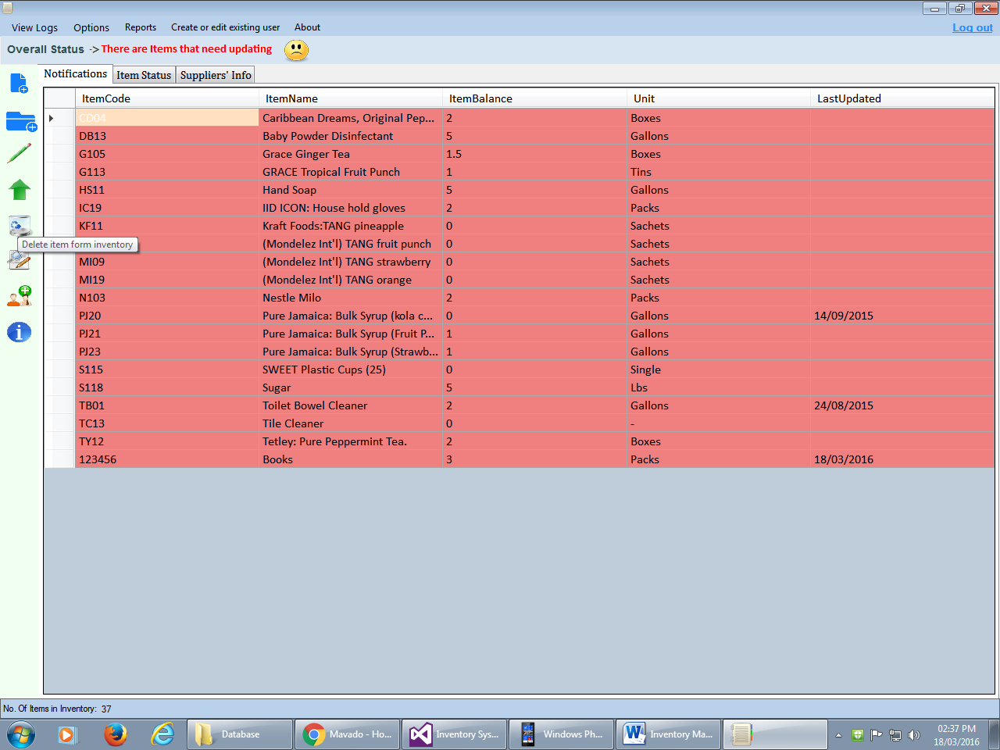 View Logs Options Reports Create or edit existing user About Log out
Overall Status -> There are Items that need updating
Notifications Item Status Suppliers' Info
ItemCode ItemName ItemBalance Unit LastUpdated
CD04 Caribbean Dreams, Original Pep... 2 Boxes
DB13 Baby Powder Disinfectant 5 Gallons
G105 Grace Ginger Tea 1.5 Boxes
G113 GRACE Tropical Fruit Punch 1 Tins
HS11 Hand Soap 5 Gallons
IC19 IID ICON: House hold gloves 2 Packs
KF11 Kraft Foods:TANG pineapple 0 Sachets
Delete item form inventory (Mondelez Int'l) TANG fruit punch 0 Sachets
MI09 (Mondelez Int'l) TANG strawberry 0 Sachets
MI19 (Mondelez Int'l) TANG orange 0 Sachets
N103 Nestle Milo 2 Packs
PJ20 Pure Jamaica: Bulk Syrup (kola c... 0 Gallons 14/09/2015
PJ21 Pure Jamaica: Bulk Syrup (Fruit P... 1 Gallons
PJ23 Pure Jamaica: Bulk Syrup (Strawb... 1 Gallons
S115 SWEET Plastic Cups (25) 0 Single
S118 Sugar 5 Lbs
TB01 Toilet Bowel Cleaner 2 Gallons 24/08/2015
TC13 Tile Cleaner 0 -
TY12 Tetley: Pure Peppermint Tea. 2 Boxes
123456 Books 3 Packs 18/03/2016
No. Of Items in Inventory: 37
Database Mavado - Ho... Inventory Sys... Windows Ph... Inventory Ma... 02:37 PM
18/03/2016